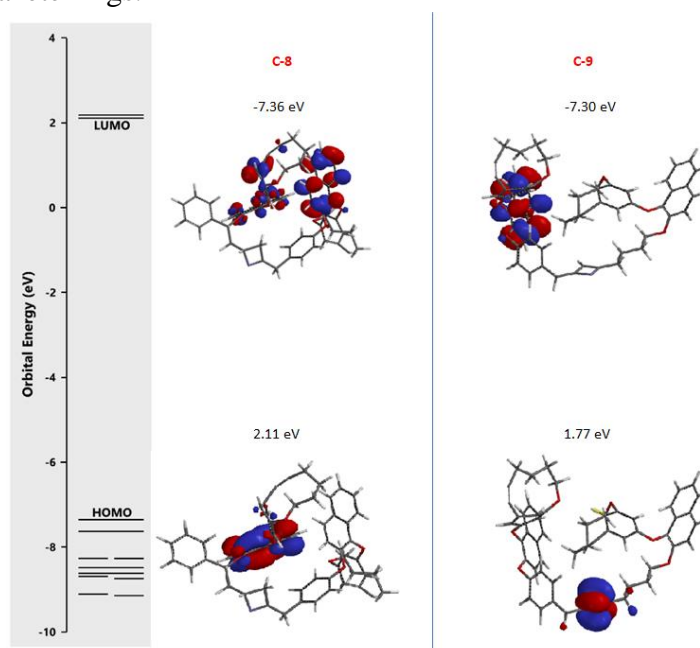 4
2
0
-2
-4
-6
-8
-10
Orbital Energy (eV)
LUMO
HOMO
C-8
-7.36 eV
2.11 eV
C-9
-7.30 eV
1.77 eV